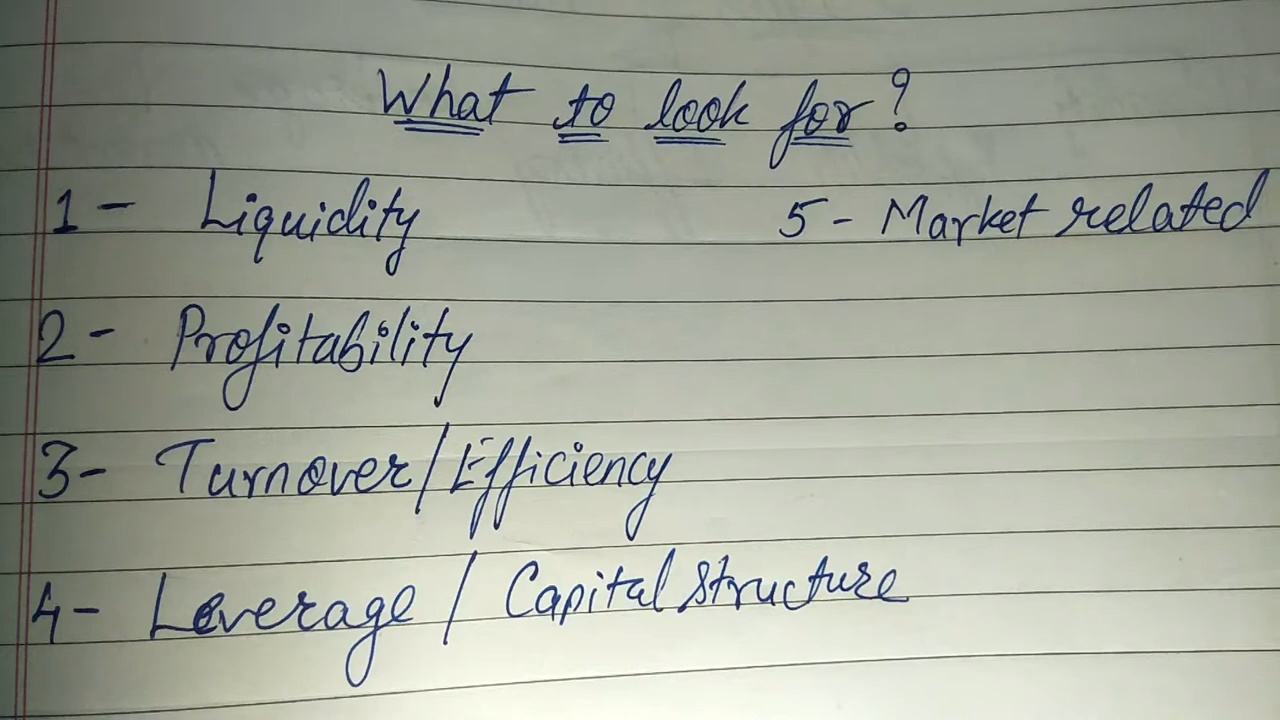 What to look for?
1- Liquidity
2- Profitability
3- Turnover/Efficiency
4- Leverage / Capital structure
5- Market related